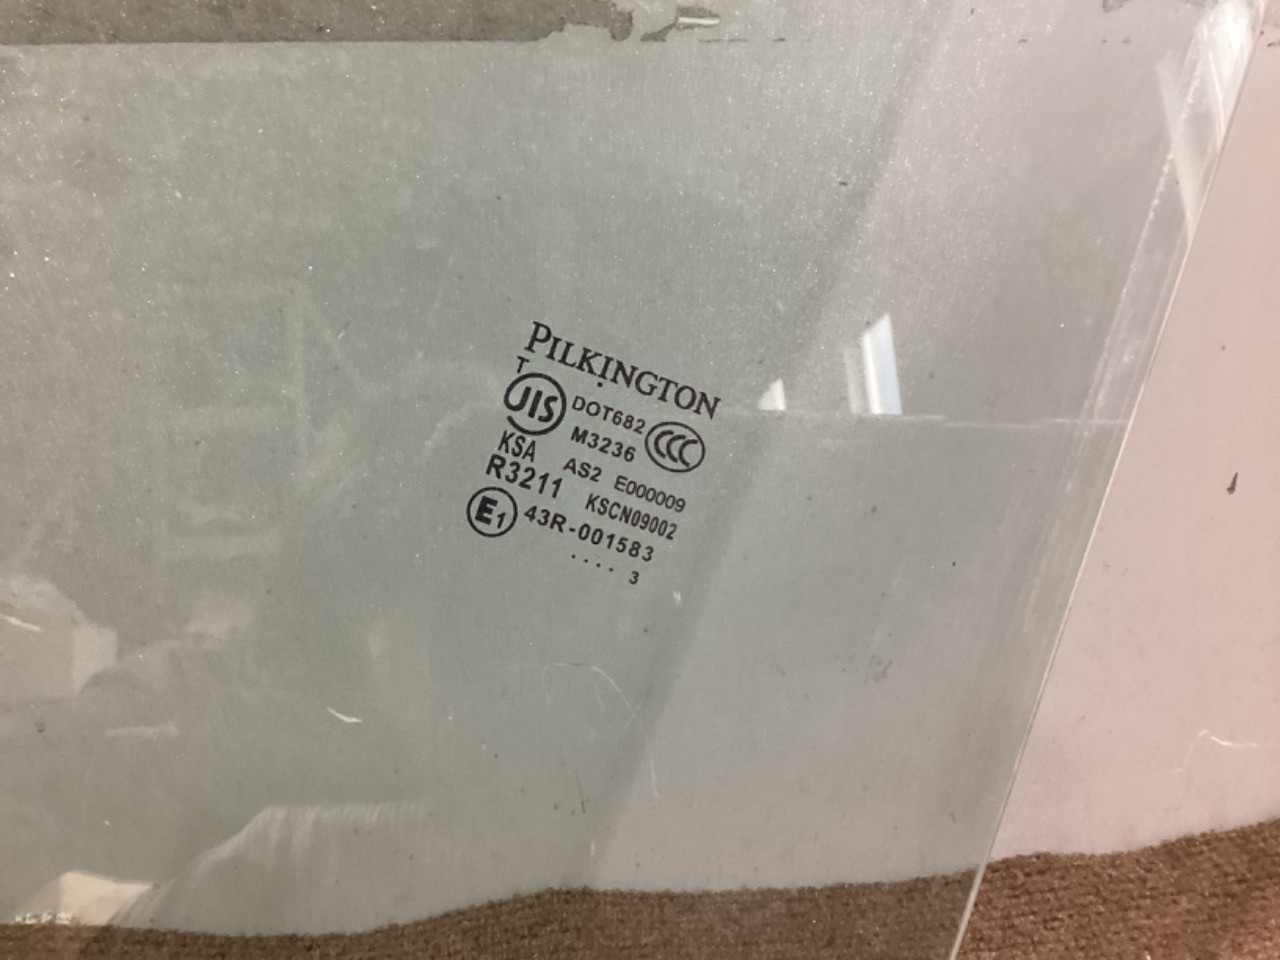 PILKINGTON
T
JIS DOT682 CCC
M3236
KSA AS2 E000009
R3211 KSCN09002
E1 43R-001583
.... 3